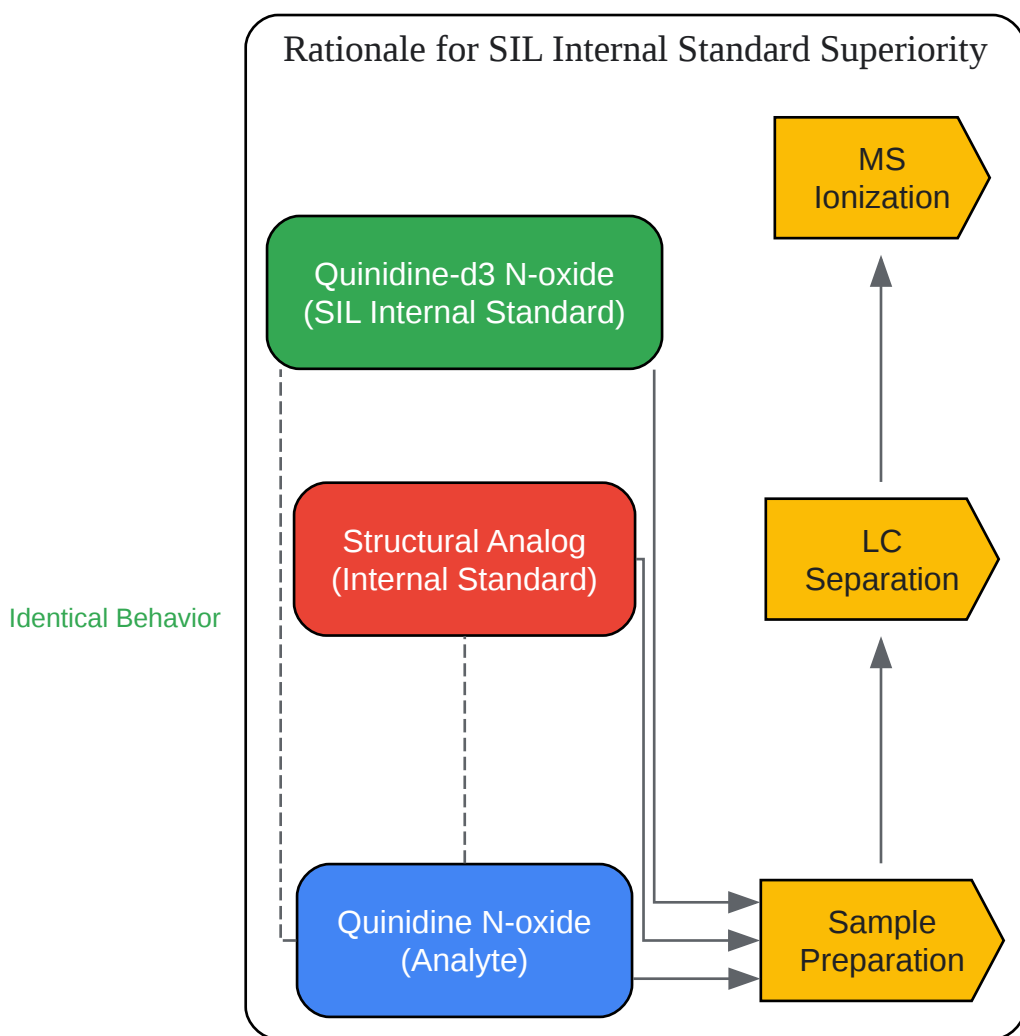 Rationale for SIL Internal Standard Superiority
MS
Ionization
Quinidine-d3 N-oxide
(SIL Internal Standard)
Structural Analog
(Internal Standard)
LC
Separation
Identical Behavior
Quinidine N-oxide
(Analyte)
Sample
Preparation